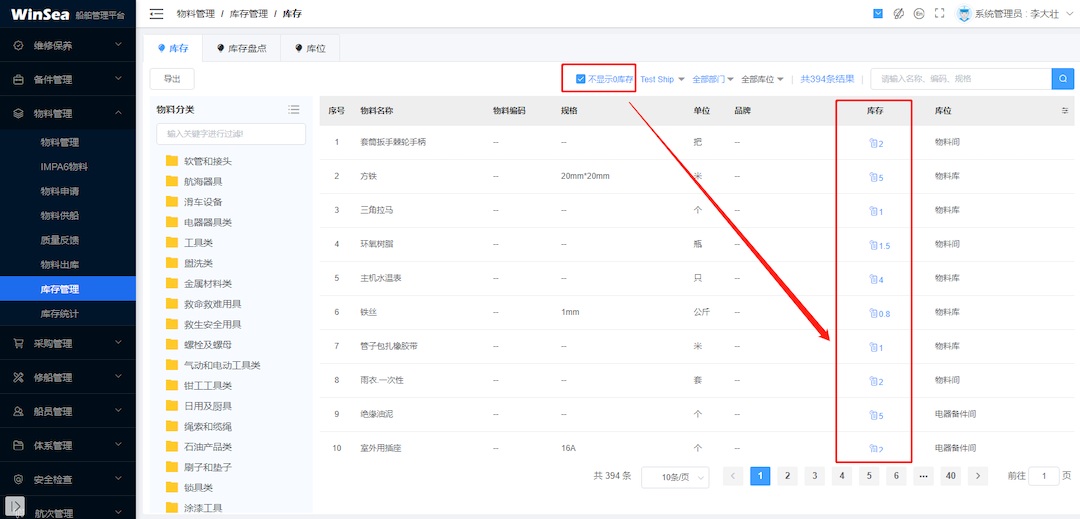 WinSea 船舶管理平台
物料管理 / 库存管理 / 库存
En
系统管理员 : 李大壮
维修保养
备件管理
物料管理
物料管理
IMPA6物料
物料申请
物料供船
质量反馈
物料出库
库存管理
库存统计
采购管理
修船管理
船员管理
体系管理
安全检查
航次管理
库存 库存盘点 库位
导出
不显示0库存 Test Ship 全部部门 全部库位 | 共394条结果 | 请输入名称、编码、规格
物料分类
输入关键字进行过滤!
软管和接头
航海器具
滑车设备
电器器具类
工具类
盥洗类
金属材料类
救命救难用具
救生安全用具
螺栓及螺母
气动和电动工具类
钳工工具类
日用及厨具
绳索和缆绳
石油产品类
刷子和垫子
锁具类
涂漆工具
序号 物料名称 物料编码 规格 单位 品牌 库存 库位
1 套筒扳手棘轮手柄 -- -- 把 -- 2 物料间
2 方铁 -- 20mm*20mm 米 -- 5 物料库
3 三角拉马 -- -- 个 -- 1 物料库
4 环氧树脂 -- -- 瓶 -- 1.5 物料间
5 主机水温表 -- -- 只 -- 4 物料库
6 铁丝 -- 1mm 公斤 -- 0.8 物料库
7 管子包扎橡胶带 -- -- 米 -- 1 物料库
8 雨衣.一次性 -- -- 套 -- 2 物料间
9 绝缘油泥 -- -- 个 -- 5 电器备件间
10 室外用插座 -- 16A 个 -- 2 电器备件间
共 394 条 10条/页 < 1 2 3 4 5 6 ··· 40 > 前往 1 页